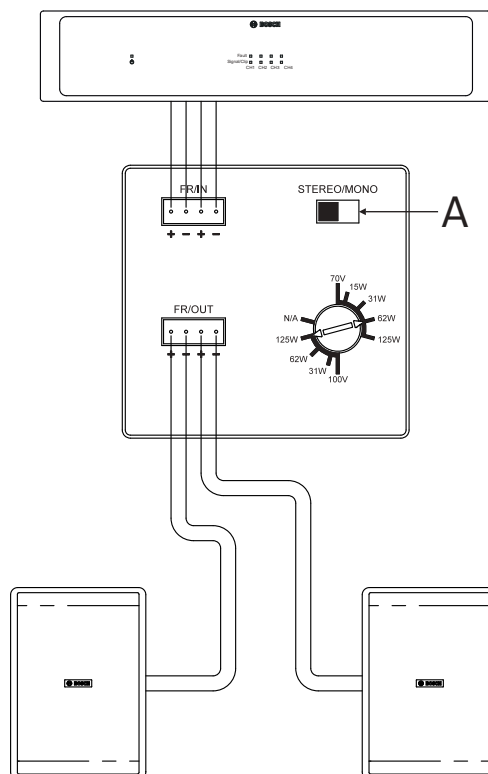 BOSCH
Fault
Signal/Clip
CH1 CH2 CH3 CH4
FR/IN
STEREO/MONO
A
+ - + -
70V
15W
31W
FR/OUT
N/A
62W
125W
125W
+ - + -
62W
31W
100V
BOSCH
BOSCH